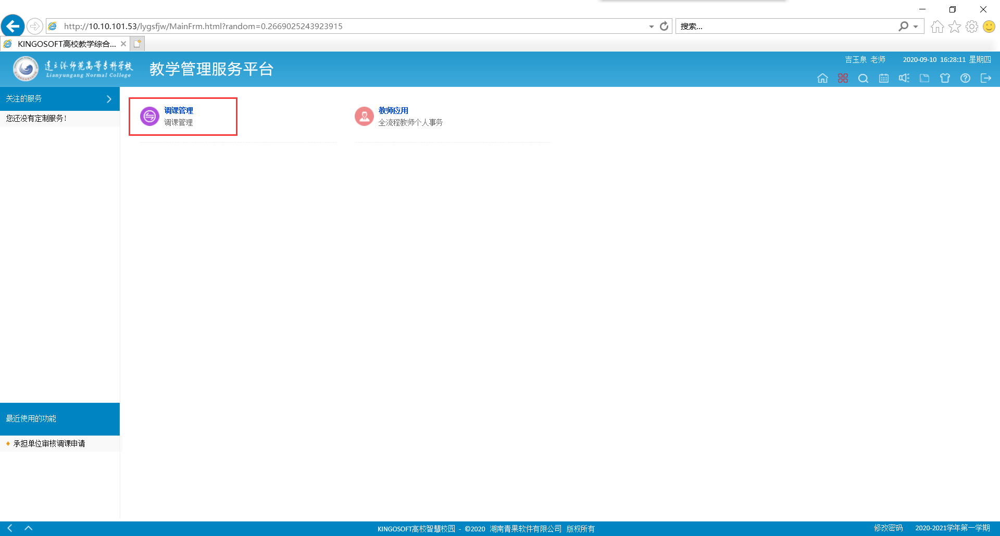 http://10.10.101.53/lygsfjw/MainFrm.html?random=0.2669025243923915
搜索...
KINGOSOFT高校教学综合...
连云港师范高等专科学校
Lianyungang Normal College
教学管理服务平台
吉玉泉 老师 2020-09-10 16:28:11 星期四
关注的服务
您还没有定制服务!
调课管理
调课管理
教师应用
全流程教师个人事务
最近使用的功能
承担单位审核调课申请
KINGOSOFT高校智慧校园 - ©2020 湖南青果软件有限公司 版权所有
修改密码 2020-2021学年第一学期